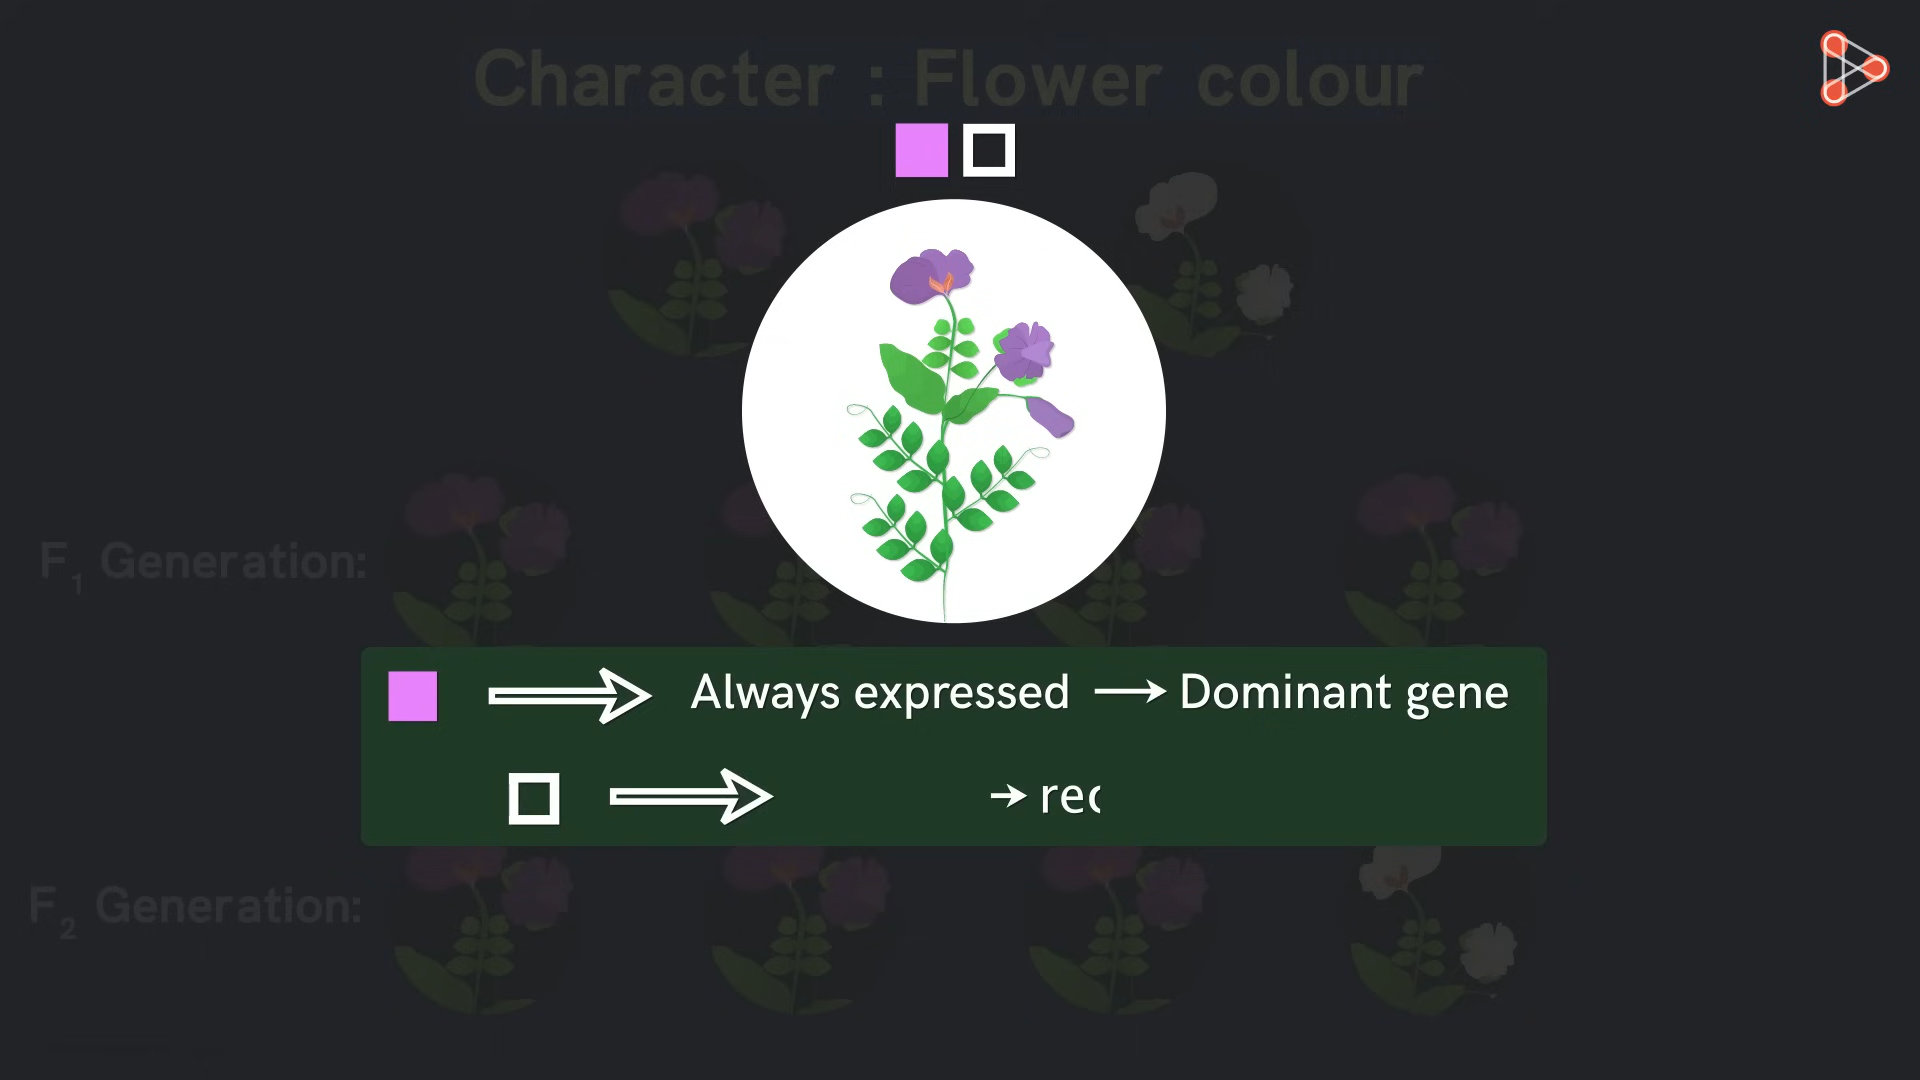 Character : Flower colour
F1 Generation:
Always expressed → Dominant gene
→ rec
F2 Generation: